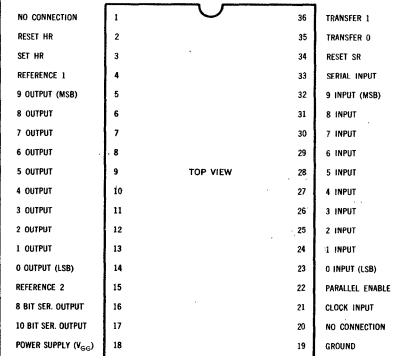 NO CONNECTION 1 36 TRANSFER 1
RESET HR 2 35 TRANSFER 0
SET HR 3 34 RESET SR
REFERENCE 1 4 33 SERIAL INPUT
9 OUTPUT (MSB) 5 32 9 INPUT (MSB)
8 OUTPUT 6 31 8 INPUT
7 OUTPUT 7 30 7 INPUT
6 OUTPUT 8 29 6 INPUT
5 OUTPUT 9 TOP VIEW 28 5 INPUT
4 OUTPUT 10 27 4 INPUT
3 OUTPUT 11 26 3 INPUT
2 OUTPUT 12 25 2 INPUT
1 OUTPUT 13 24 1 INPUT
0 OUTPUT (LSB) 14 23 0 INPUT (LSB)
REFERENCE 2 15 22 PARALLEL ENABLE
8 BIT SER. OUTPUT 16 21 CLOCK INPUT
10 BIT SER. OUTPUT 17 20 NO CONNECTION
POWER SUPPLY (VGG) 18 19 GROUND